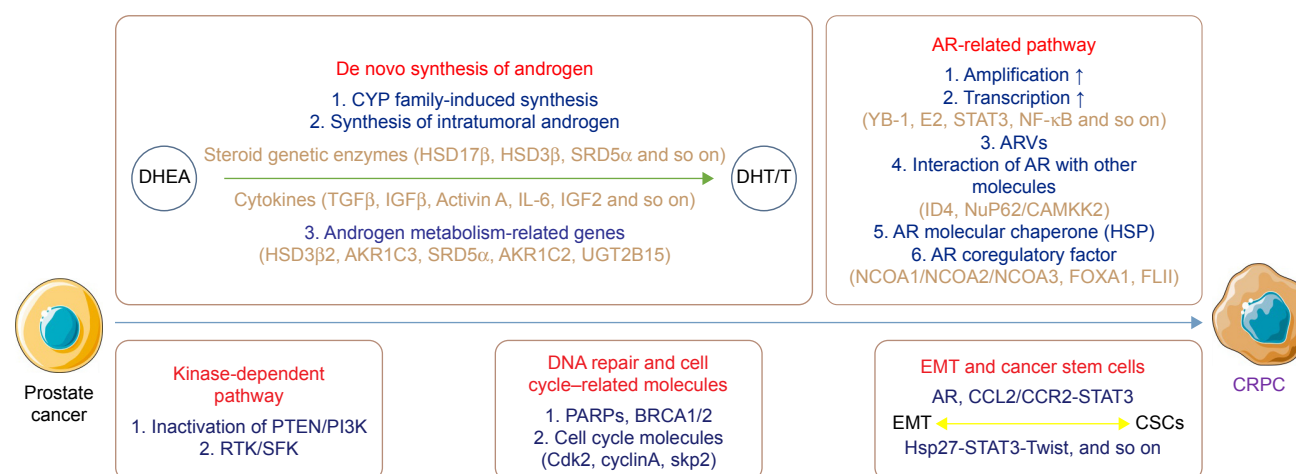 De novo synthesis of androgen
1. CYP family-induced synthesis
2. Synthesis of intratumoral androgen
Steroid genetic enzymes (HSD17β, HSD3β, SRD5α and so on)
DHEA
DHT/T
Cytokines (TGFβ, IGFβ, Activin A, IL-6, IGF2 and so on)
3. Androgen metabolism-related genes
(HSD3β2, AKR1C3, SRD5α, AKR1C2, UGT2B15)
AR-related pathway
1. Amplification ↑
2. Transcription ↑
(YB-1, E2, STAT3, NF-κB and so on)
3. ARVs
4. Interaction of AR with other
molecules
(ID4, NuP62/CAMKK2)
5. AR molecular chaperone (HSP)
6. AR coregulatory factor
(NCOA1/NCOA2/NCOA3, FOXA1, FLII)
Prostate
cancer
CRPC
Kinase-dependent
pathway
1. Inactivation of PTEN/PI3K
2. RTK/SFK
DNA repair and cell
cycle–related molecules
1. PARPs, BRCA1/2
2. Cell cycle molecules
(Cdk2, cyclinA, skp2)
EMT and cancer stem cells
AR, CCL2/CCR2-STAT3
EMT
CSCs
Hsp27-STAT3-Twist, and so on